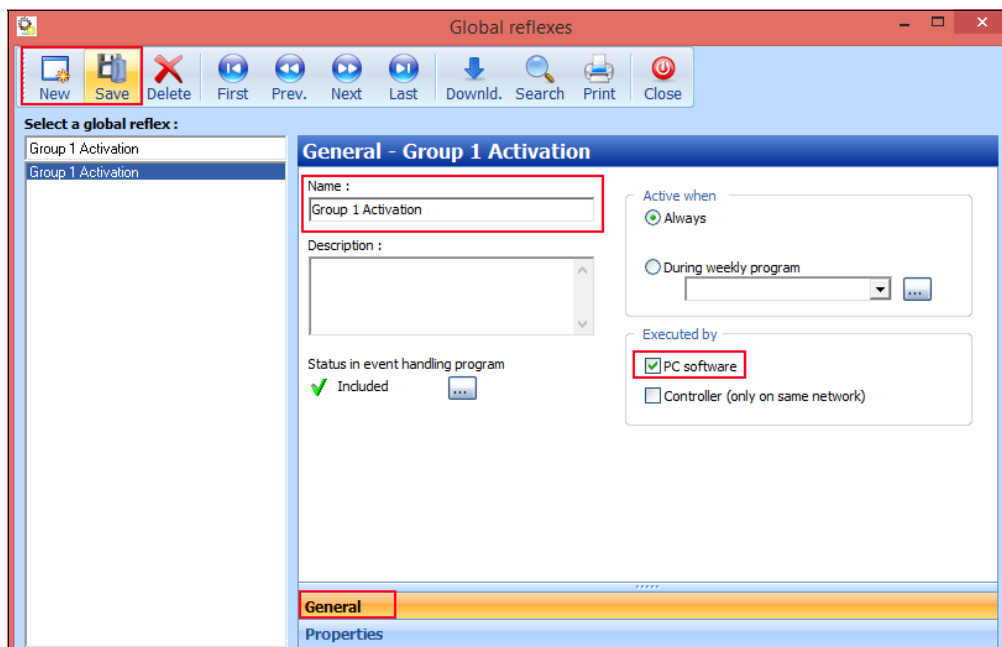 Global reflexes
New Save Delete First Prev. Next Last Downld. Search Print Close
Select a global reflex :
Group 1 Activation
Group 1 Activation
General - Group 1 Activation
Name :
Group 1 Activation
Description :
Status in event handling program
Included ...
Active when
Always
During weekly program
...
Executed by
PC software
Controller (only on same network)
General
Properties